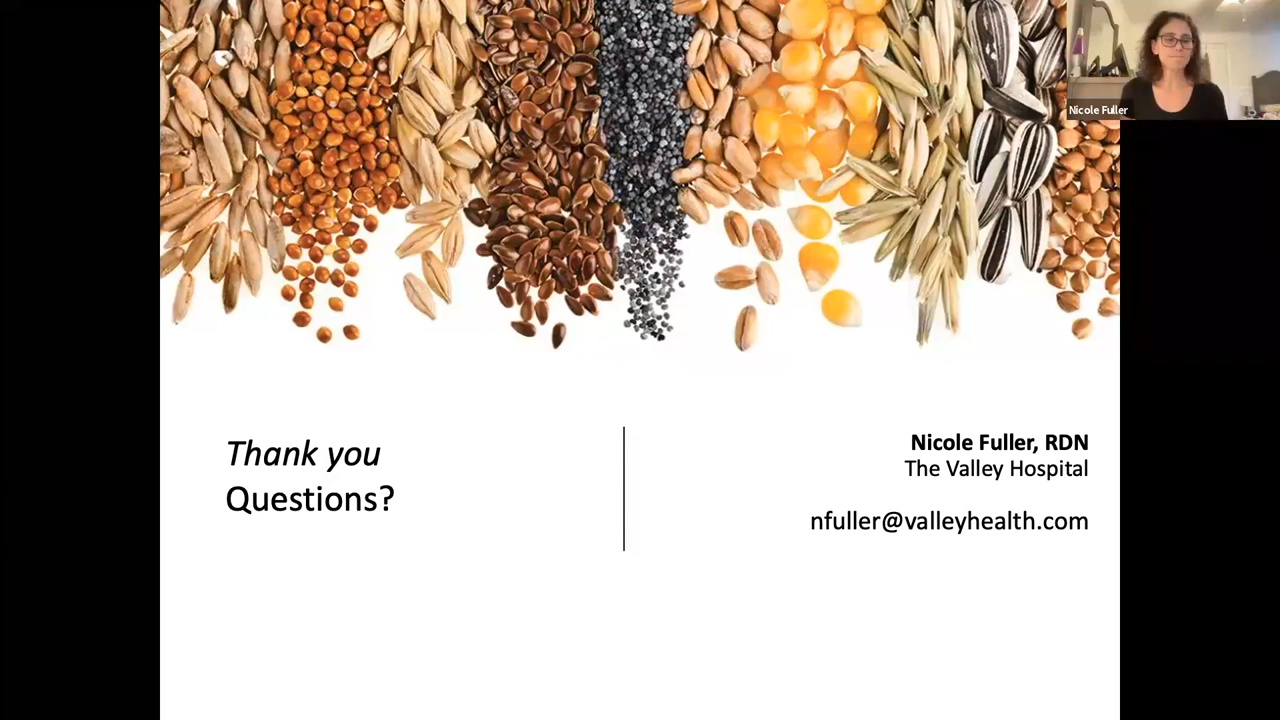 Nicole Fuller
Thank you
Questions?
Nicole Fuller, RDN
The Valley Hospital
nfuller@valleyhealth.com